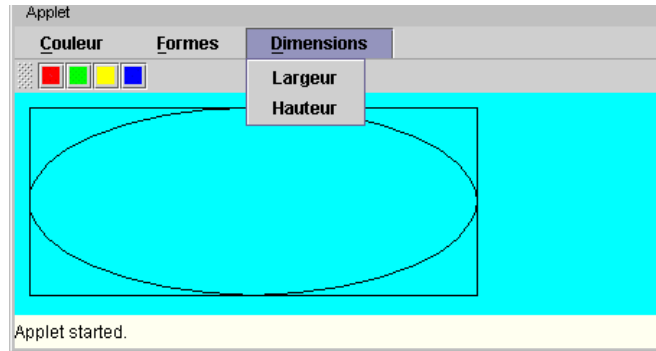 Applet
Couleur Formes Dimensions
Largeur
Hauteur
Applet started.